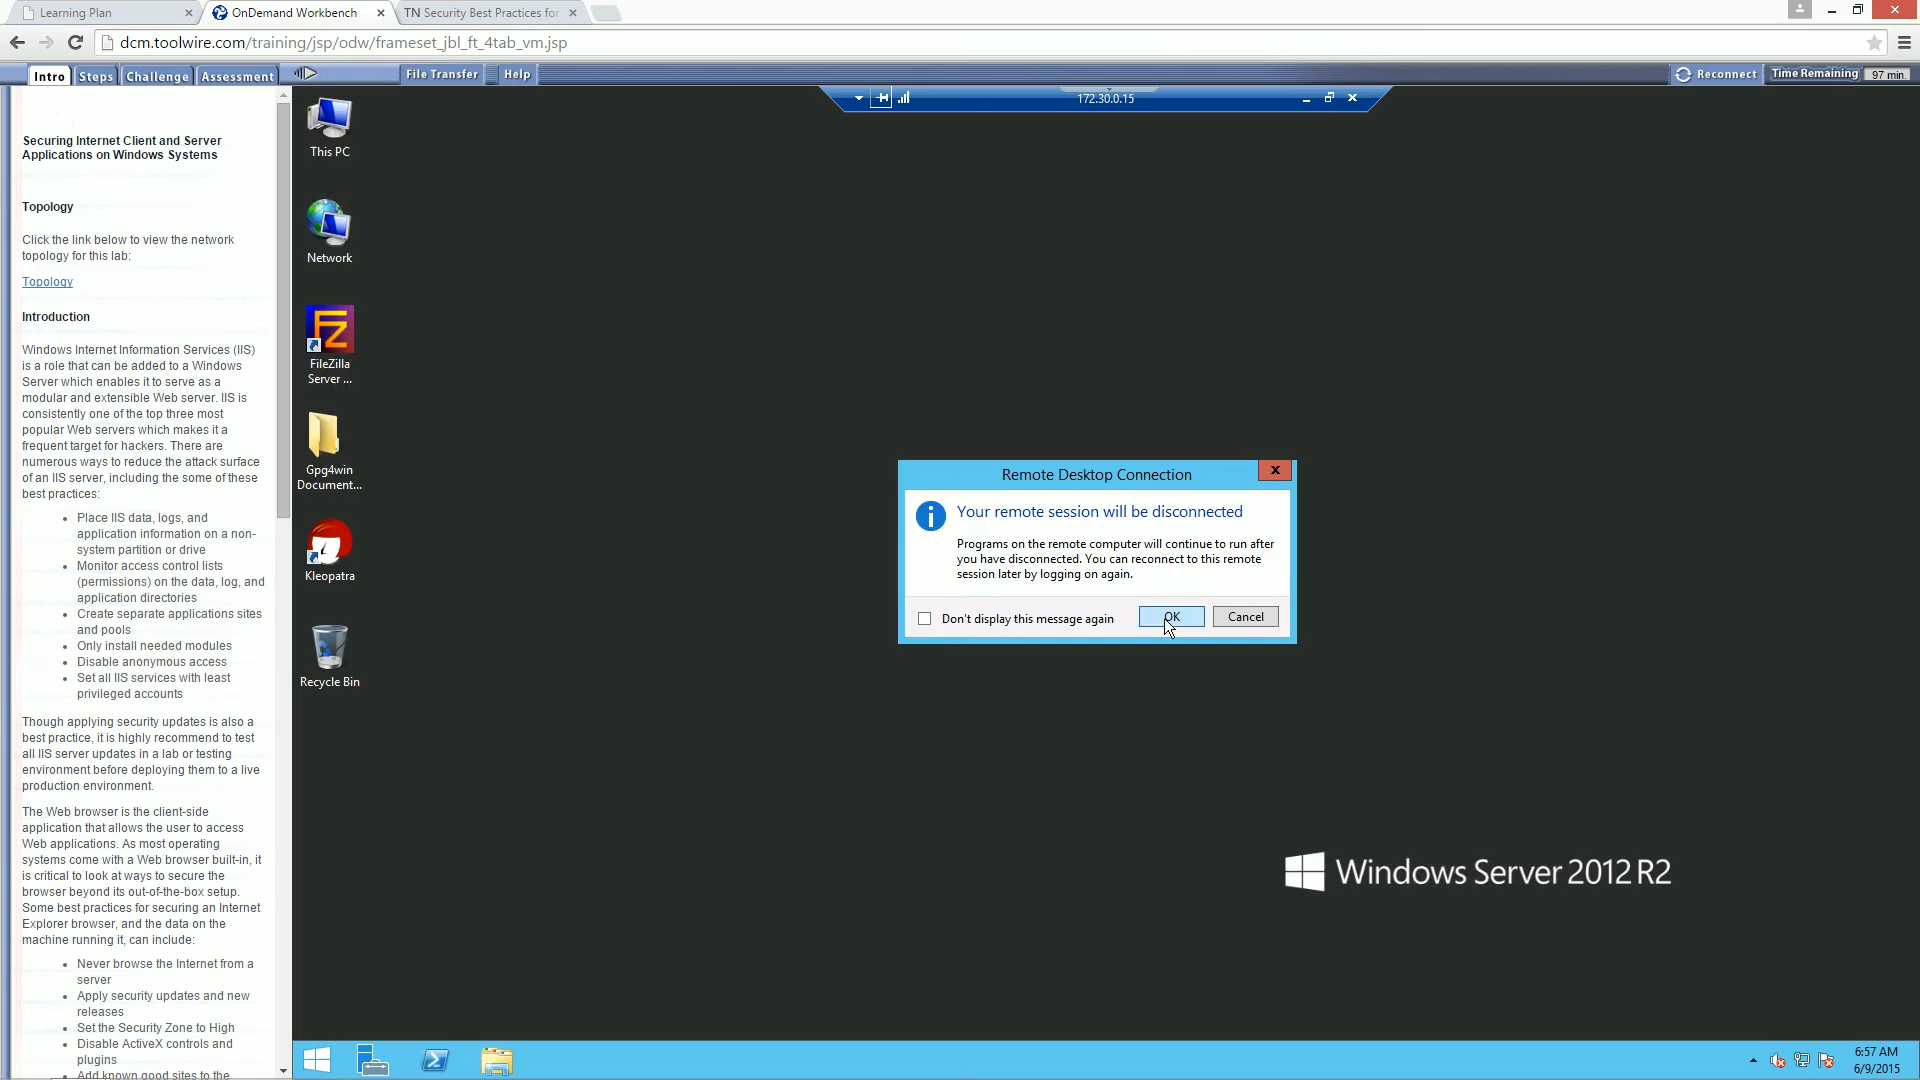 Learning Plan
OnDemand Workbench
TN Security Best Practices for
dcm.toolwire.com/training/jsp/odw/frameset_jbl_ft_4tab_vm.jsp
Intro
Steps
Challenge
Assessment
File Transfer
Help
Reconnect
Time Remaining
97 min.
Securing Internet Client and Server
Applications on Windows Systems
Topology
Click the link below to view the network
topology for this lab:
Topology
Introduction
Windows Internet Information Services (IIS)
is a role that can be added to a Windows
Server which enables it to serve as a
modular and extensible Web server. IIS is
consistently one of the top three most
popular Web servers which makes it a
frequent target for hackers. There are
numerous ways to reduce the attack surface
of an IIS server, including the some of these
best practices:
• Place IIS data, logs, and
application information on a non-
system partition or drive
• Monitor access control lists
(permissions) on the data, log, and
application directories
• Create separate applications sites
and pools
• Only install needed modules
• Disable anonymous access
• Set all IIS services with least
privileged accounts
Though applying security updates is also a
best practice, it is highly recommend to test
all IIS server updates in a lab or testing
environment before deploying them to a live
production environment.
The Web browser is the client-side
application that allows the user to access
Web applications. As most operating
systems come with a Web browser built-in, it
is critical to look at ways to secure the
browser beyond its out-of-the-box setup.
Some best practices for securing an Internet
Explorer browser, and the data on the
machine running it, can include:
• Never browse the Internet from a
server
• Apply security updates and new
releases
• Set the Security Zone to High
• Disable ActiveX controls and
plugins
• Add known good sites to the
172.30.0.15
This PC
Network
FileZilla
Server ...
Gpg4win
Document...
Kleopatra
Recycle Bin
Remote Desktop Connection
Your remote session will be disconnected
Programs on the remote computer will continue to run after
you have disconnected. You can reconnect to this remote
session later by logging on again.
Don't display this message again
OK
Cancel
Windows Server 2012 R2
6:57 AM
6/9/2015